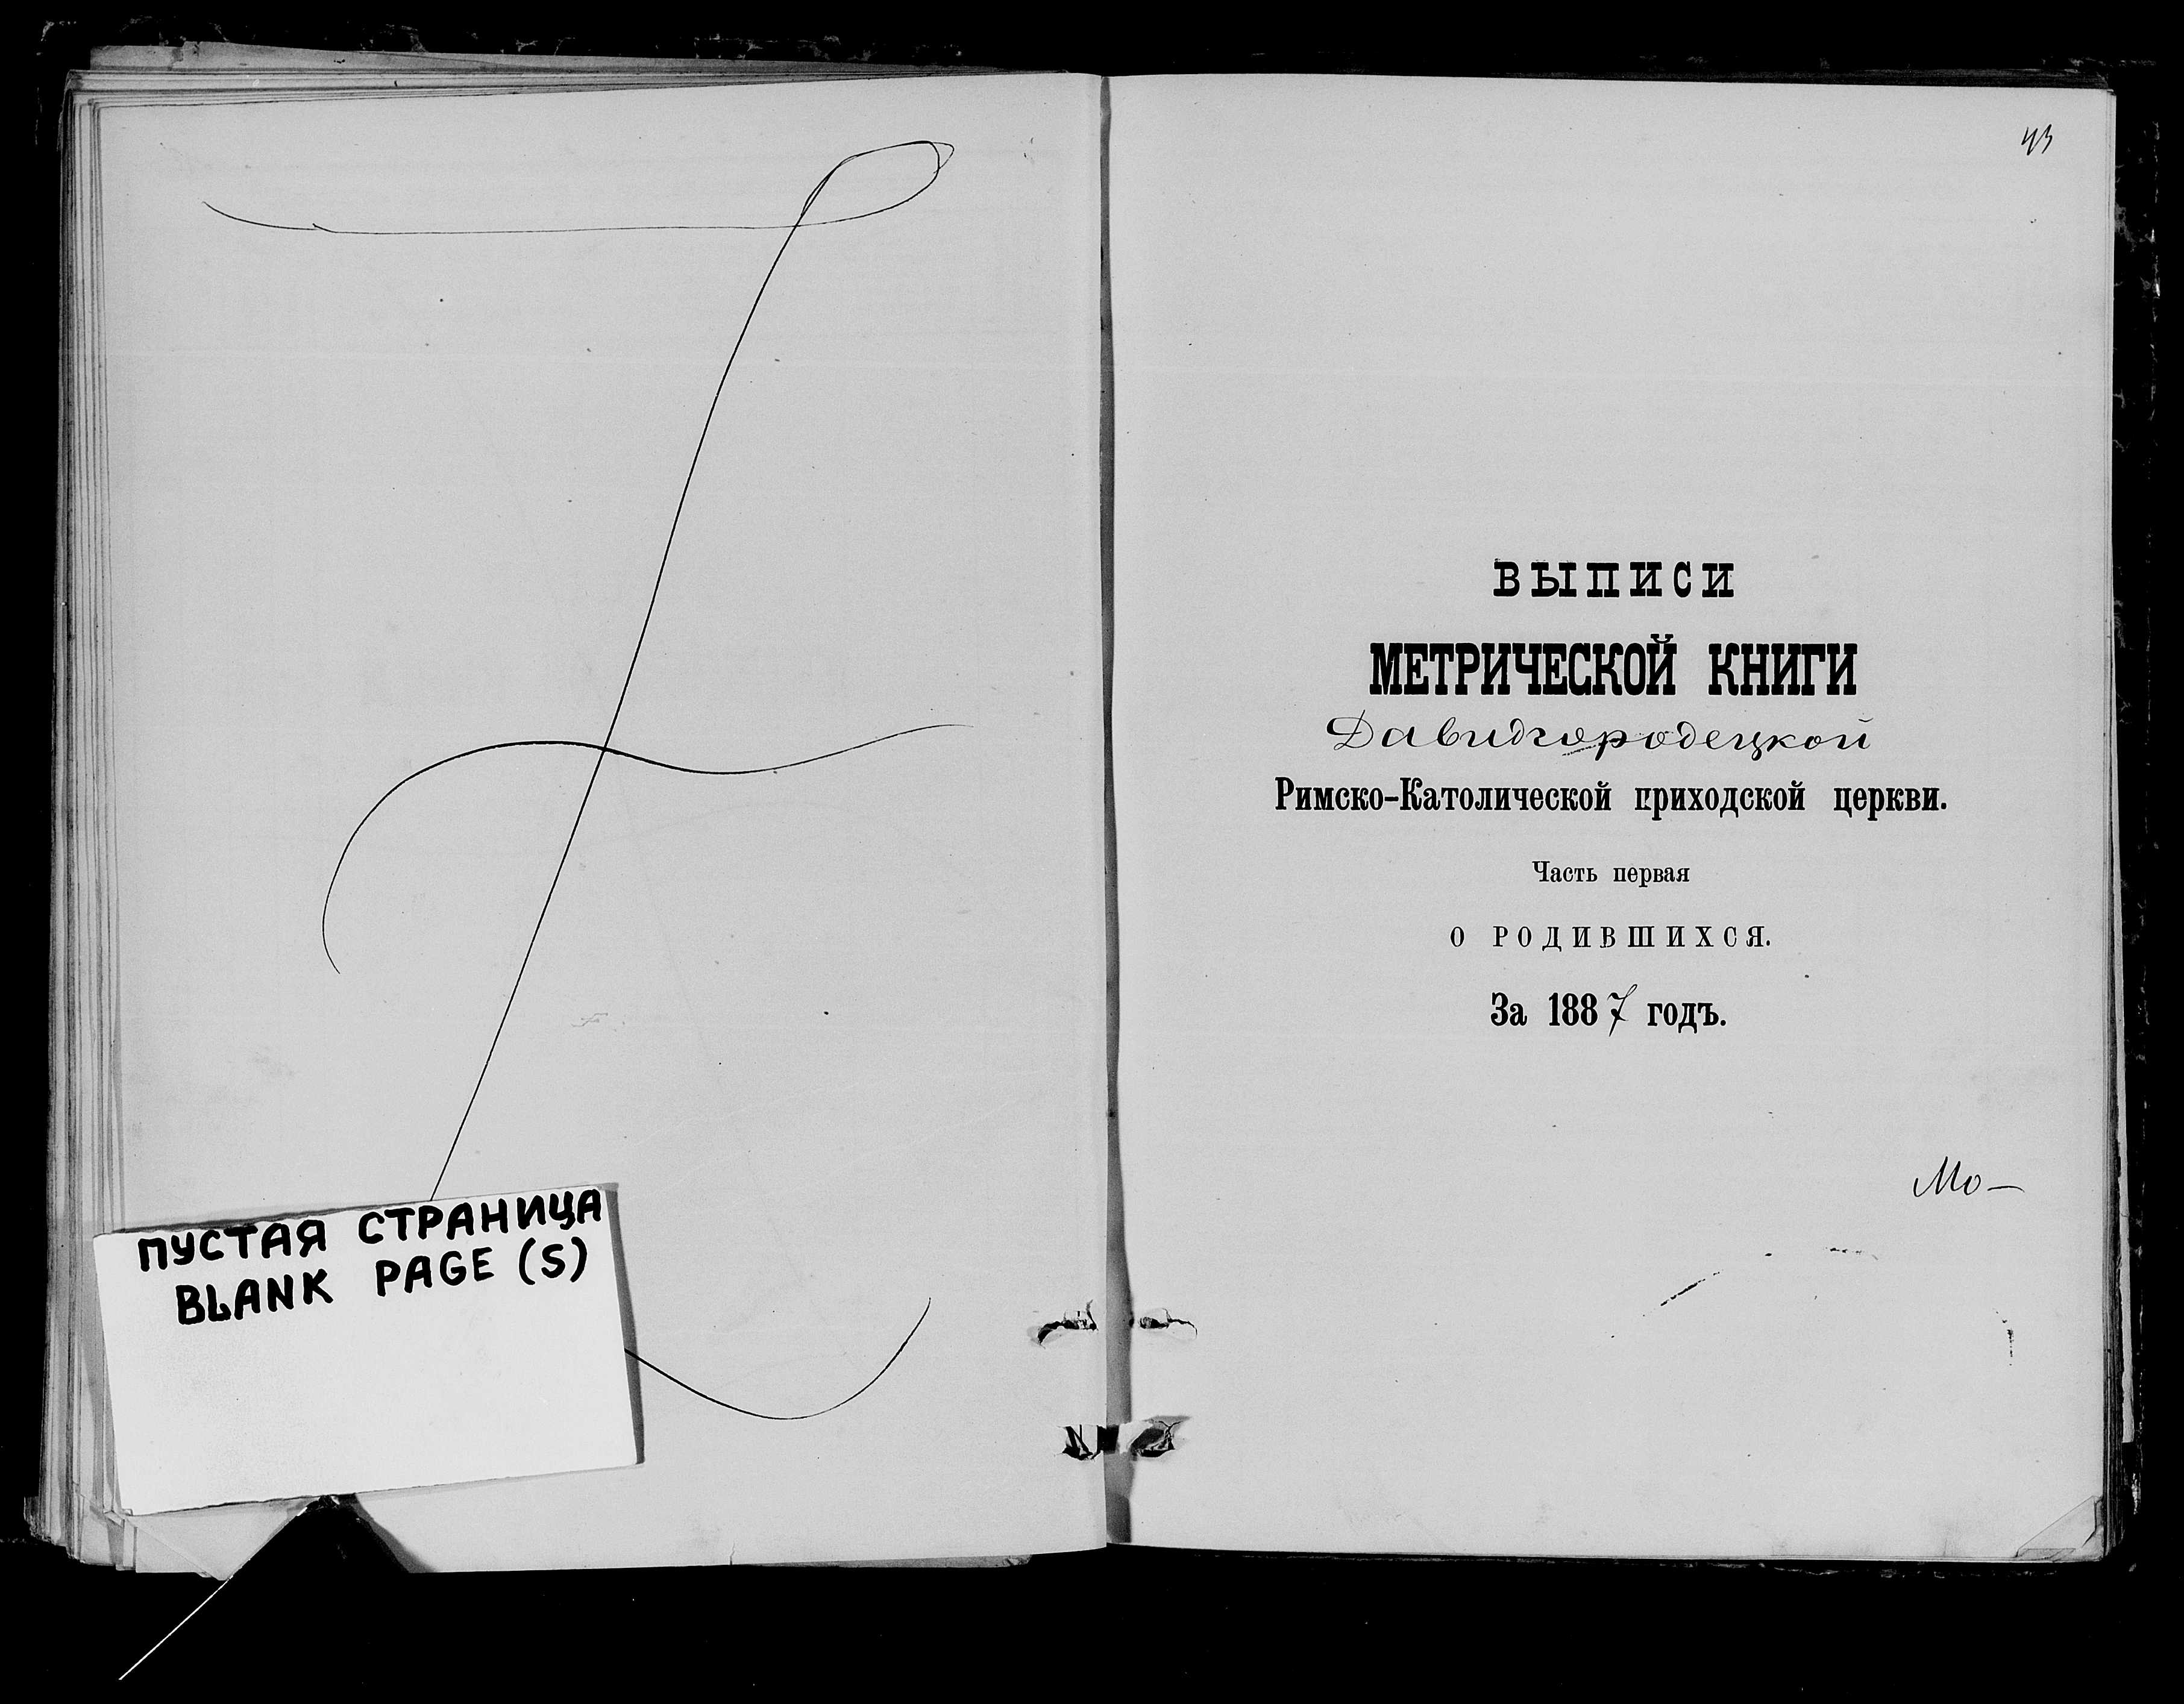 ПУСТАЯ СТРАНИЦА
BLANK PAGE (S)
43
ВЫПИСИ
МЕТРИЧЕСКОЙ КНИГИ
Давидгородецкой
Римско-Католической приходской церкви.
Часть первая
О РОДИВШИХСЯ.
За 1887 годъ.
Мо—